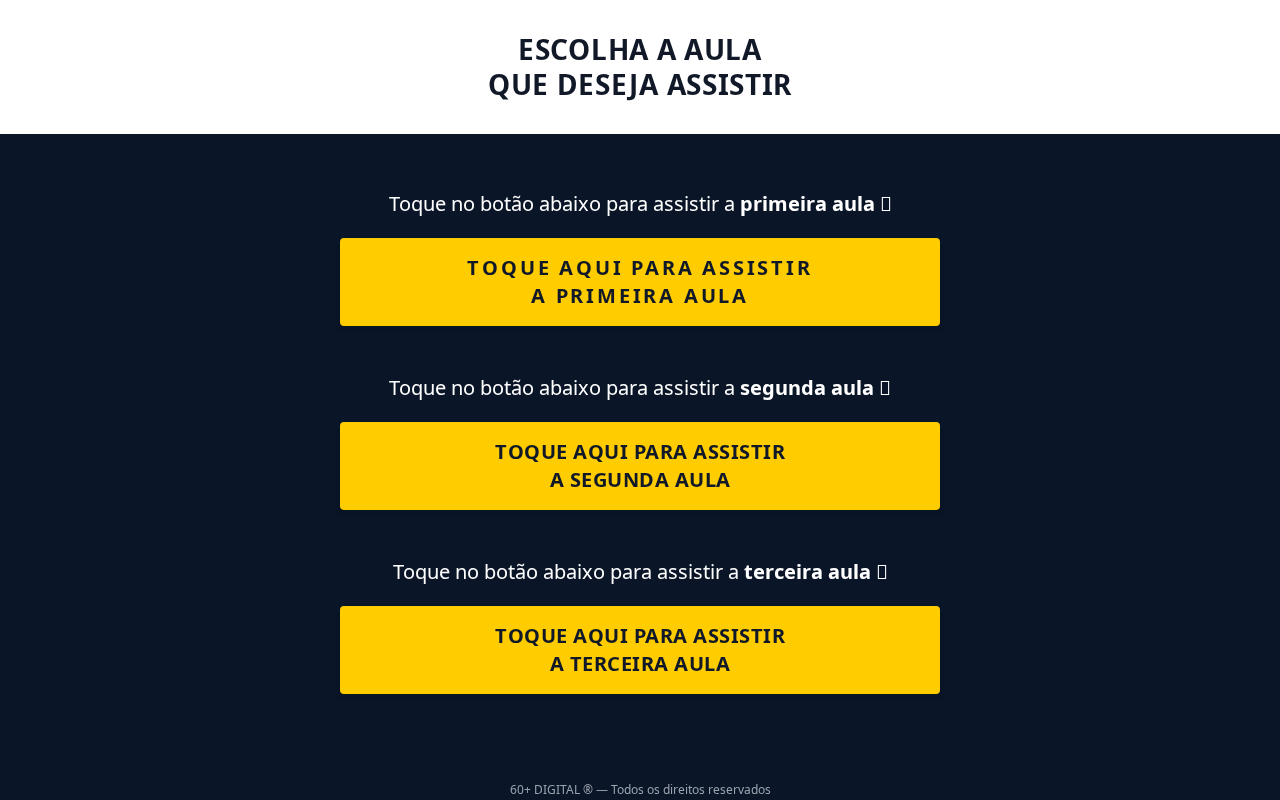 ESCOLHA A AULA
QUE DESEJA ASSISTIR
Toque no botão abaixo para assistir a primeira aula
TOQUE AQUI PARA ASSISTIR
A PRIMEIRA AULA
Toque no botão abaixo para assistir a segunda aula
TOQUE AQUI PARA ASSISTIR
A SEGUNDA AULA
Toque no botão abaixo para assistir a terceira aula
TOQUE AQUI PARA ASSISTIR
A TERCEIRA AULA
60+ DIGITAL ® — Todos os direitos reservados